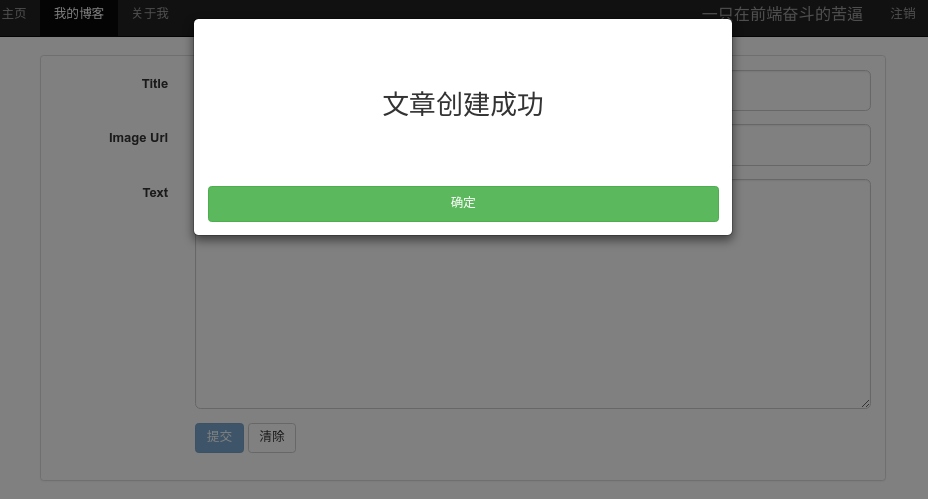 主页 我的博客 关于我 一只在前端奋斗的苦逼 注销
文章创建成功
确定
Title
Image Url
Text
提交 清除